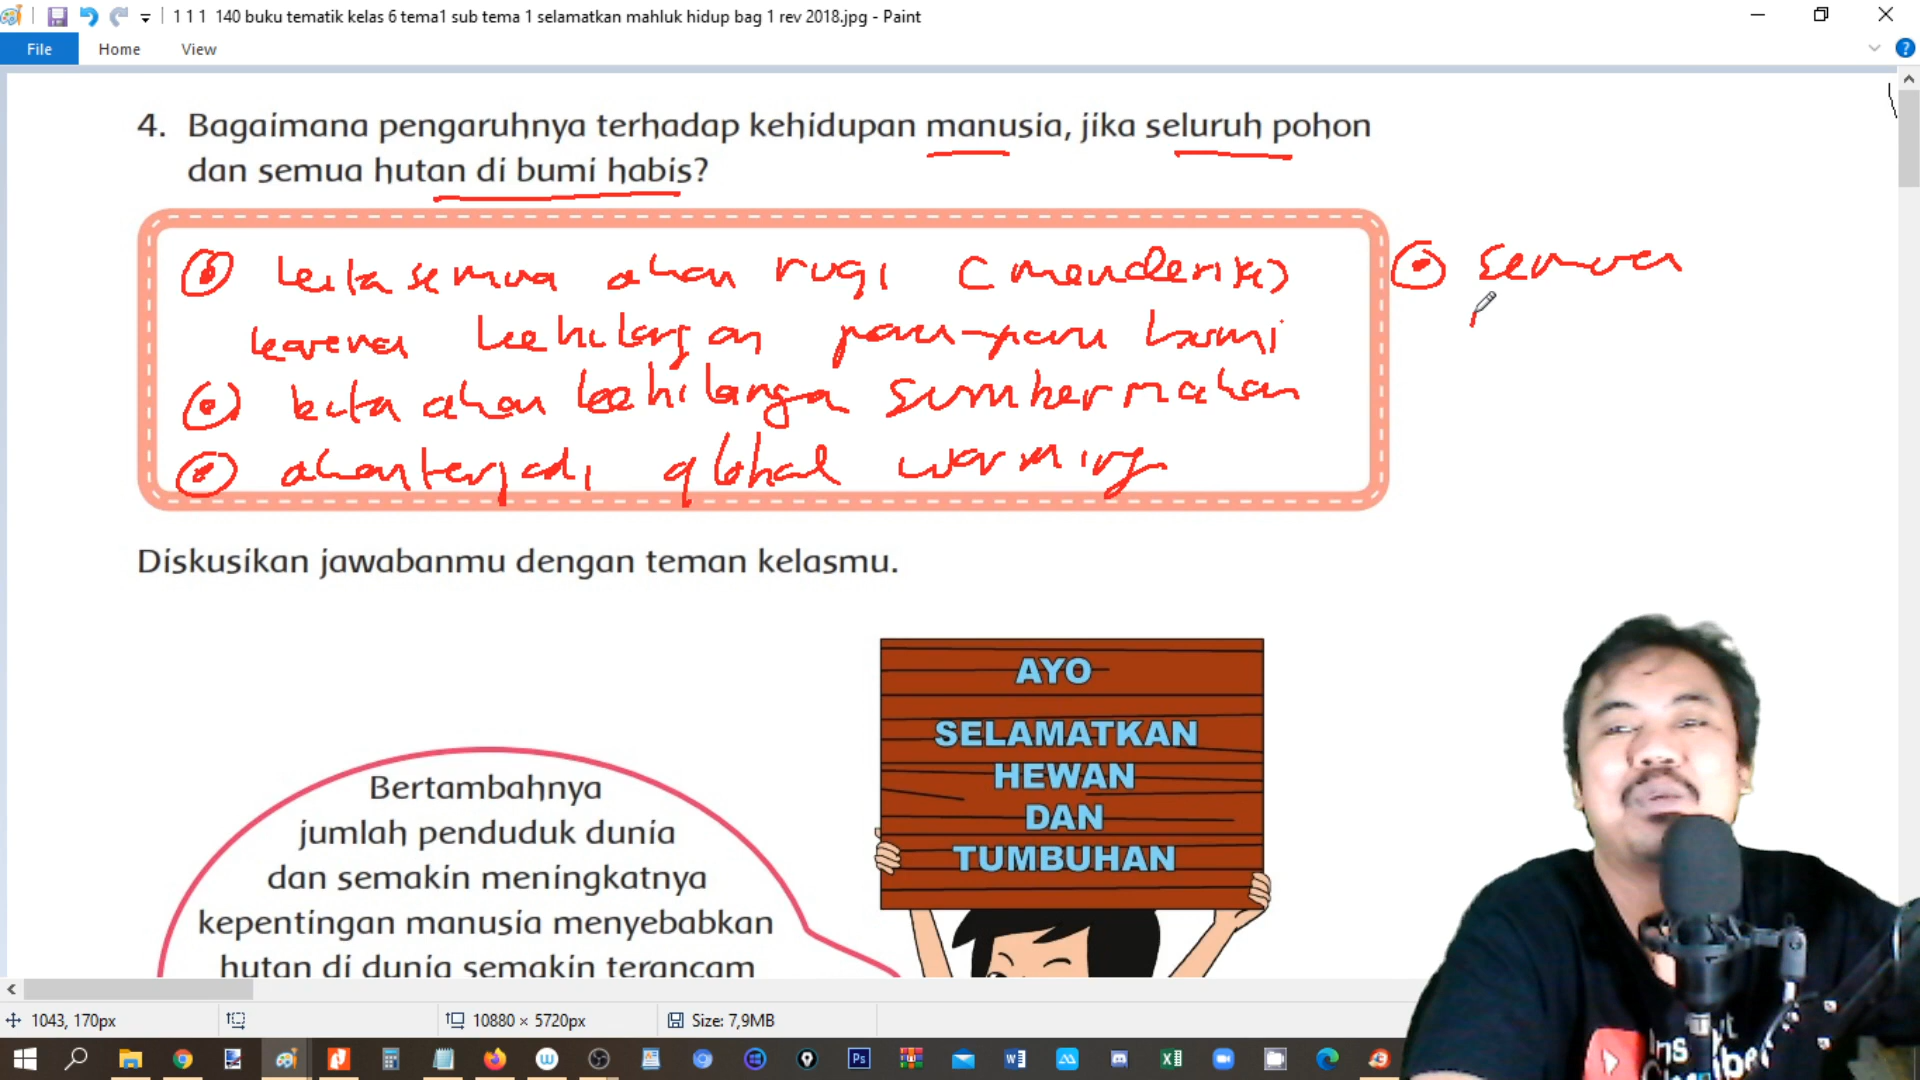 1 1 1 140 buku tematik kelas 6 tema1 sub tema 1 selamatkan mahluk hidup bag 1 rev 2018.jpg - Paint
File Home View
4. Bagaimana pengaruhnya terhadap kehidupan manusia, jika seluruh pohon
dan semua hutan di bumi habis?
kita semua akan rugi (menderita)
karena kehilangan paru-paru bumi
kita akan kehilangan sumber makan
akan terjadi global warming
semua
Diskusikan jawabanmu dengan teman kelasmu.
AYO
SELAMATKAN
HEWAN
DAN
TUMBUHAN
Bertambahnya
jumlah penduduk dunia
dan semakin meningkatnya
kepentingan manusia menyebabkan
hutan di dunia semakin terancam
1043, 170px
10880 × 5720px
Size: 7,9MB